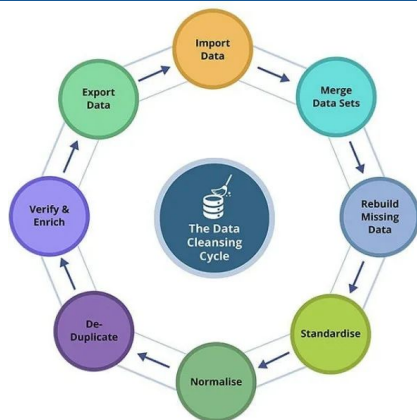 Import
Data
Merge
Data Sets
Rebuild
Missing
Data
Standardise
Normalise
De-
Duplicate
Verify &
Enrich
Export
Data
The Data
Cleansing
Cycle